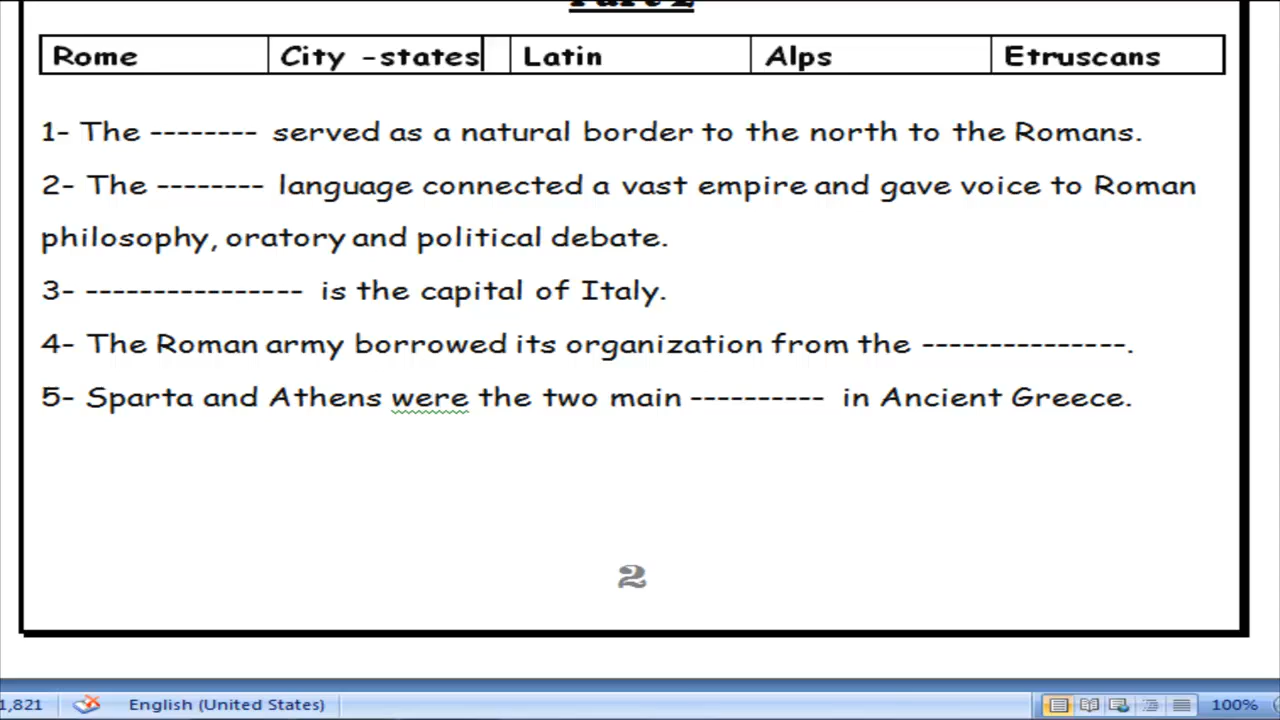 Part 2
Rome City -states Latin Alps Etruscans
1- The -------- served as a natural border to the north to the Romans.
2- The -------- language connected a vast empire and gave voice to Roman
philosophy, oratory and political debate.
3- ---------------- is the capital of Italy.
4- The Roman army borrowed its organization from the ---------------.
5- Sparta and Athens were the two main ---------- in Ancient Greece.
2
1,821 English (United States) 100%